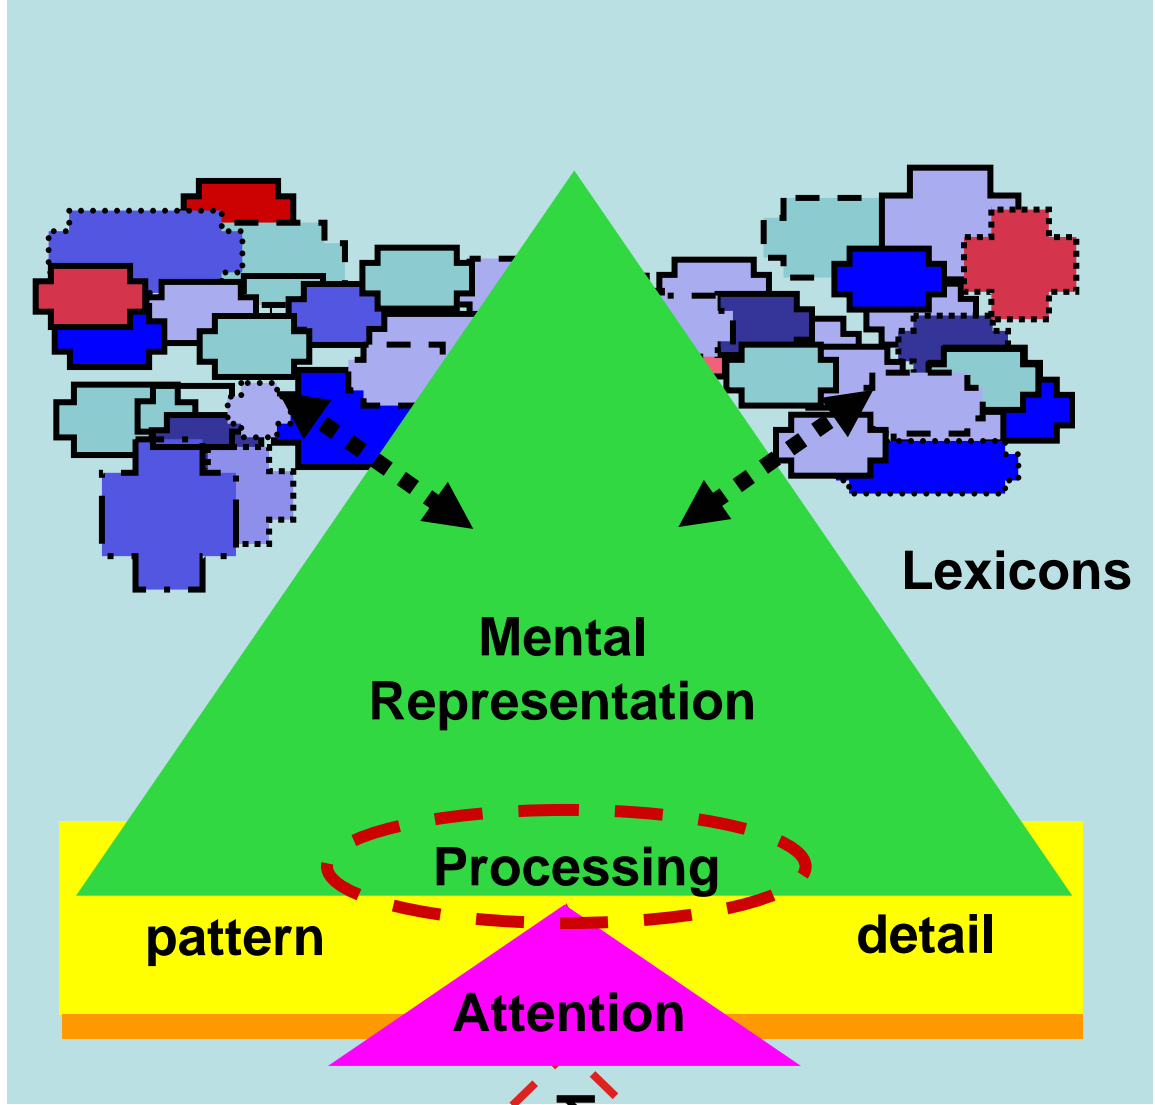 Lexicons
Mental
Representation
Processing
pattern
detail
Attention